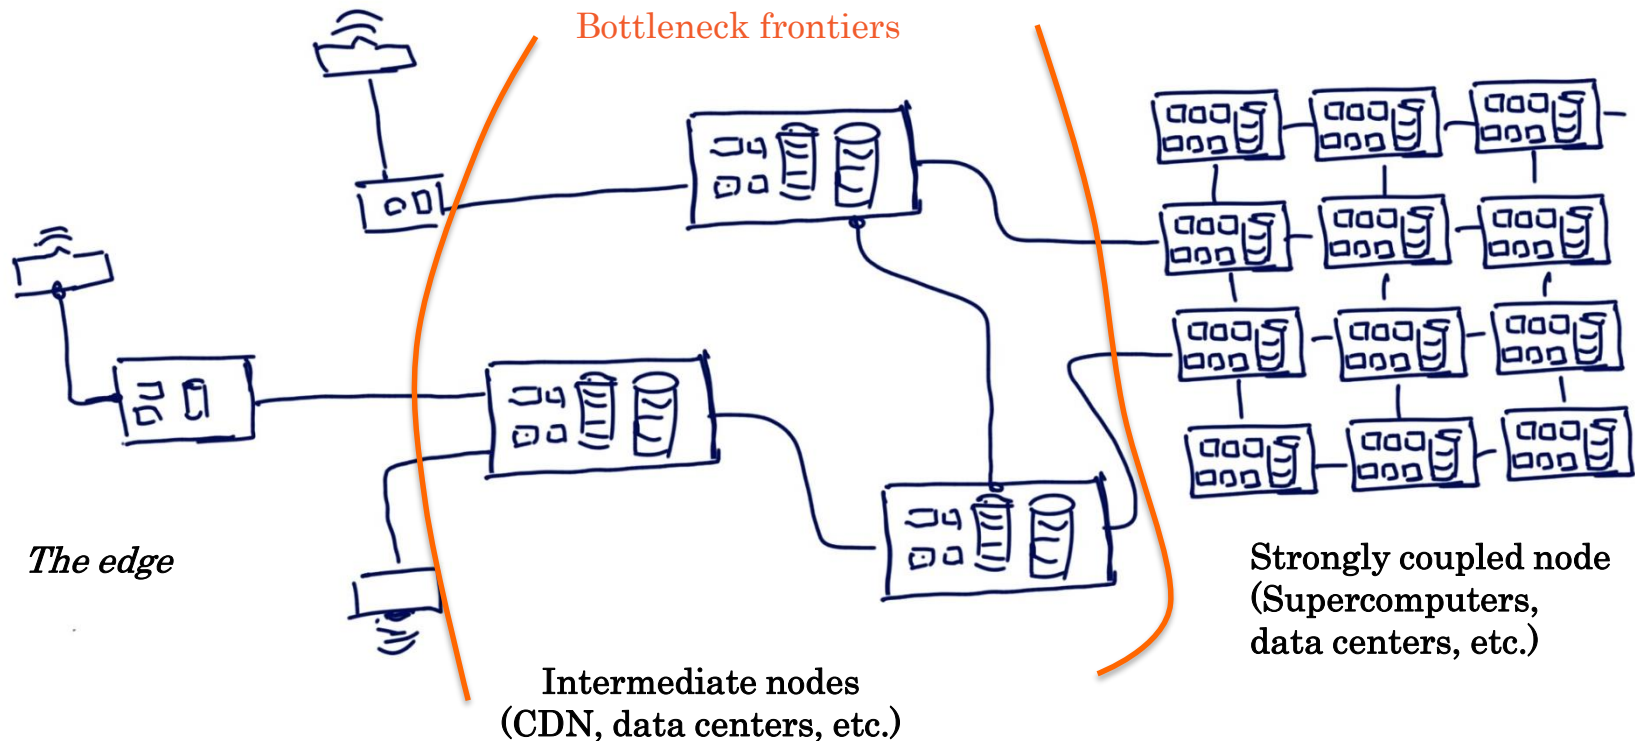 Bottleneck frontiers
The edge
Strongly coupled node
(Supercomputers,
data centers, etc.)
Intermediate nodes
(CDN, data centers, etc.)